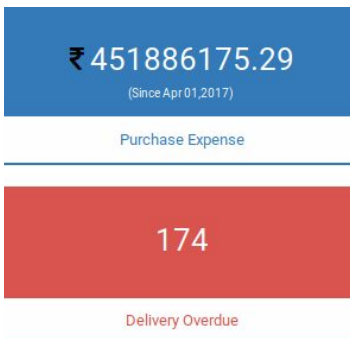 ₹ 451886175.29
(Since Apr 01,2017)
Purchase Expense
174
Delivery Overdue